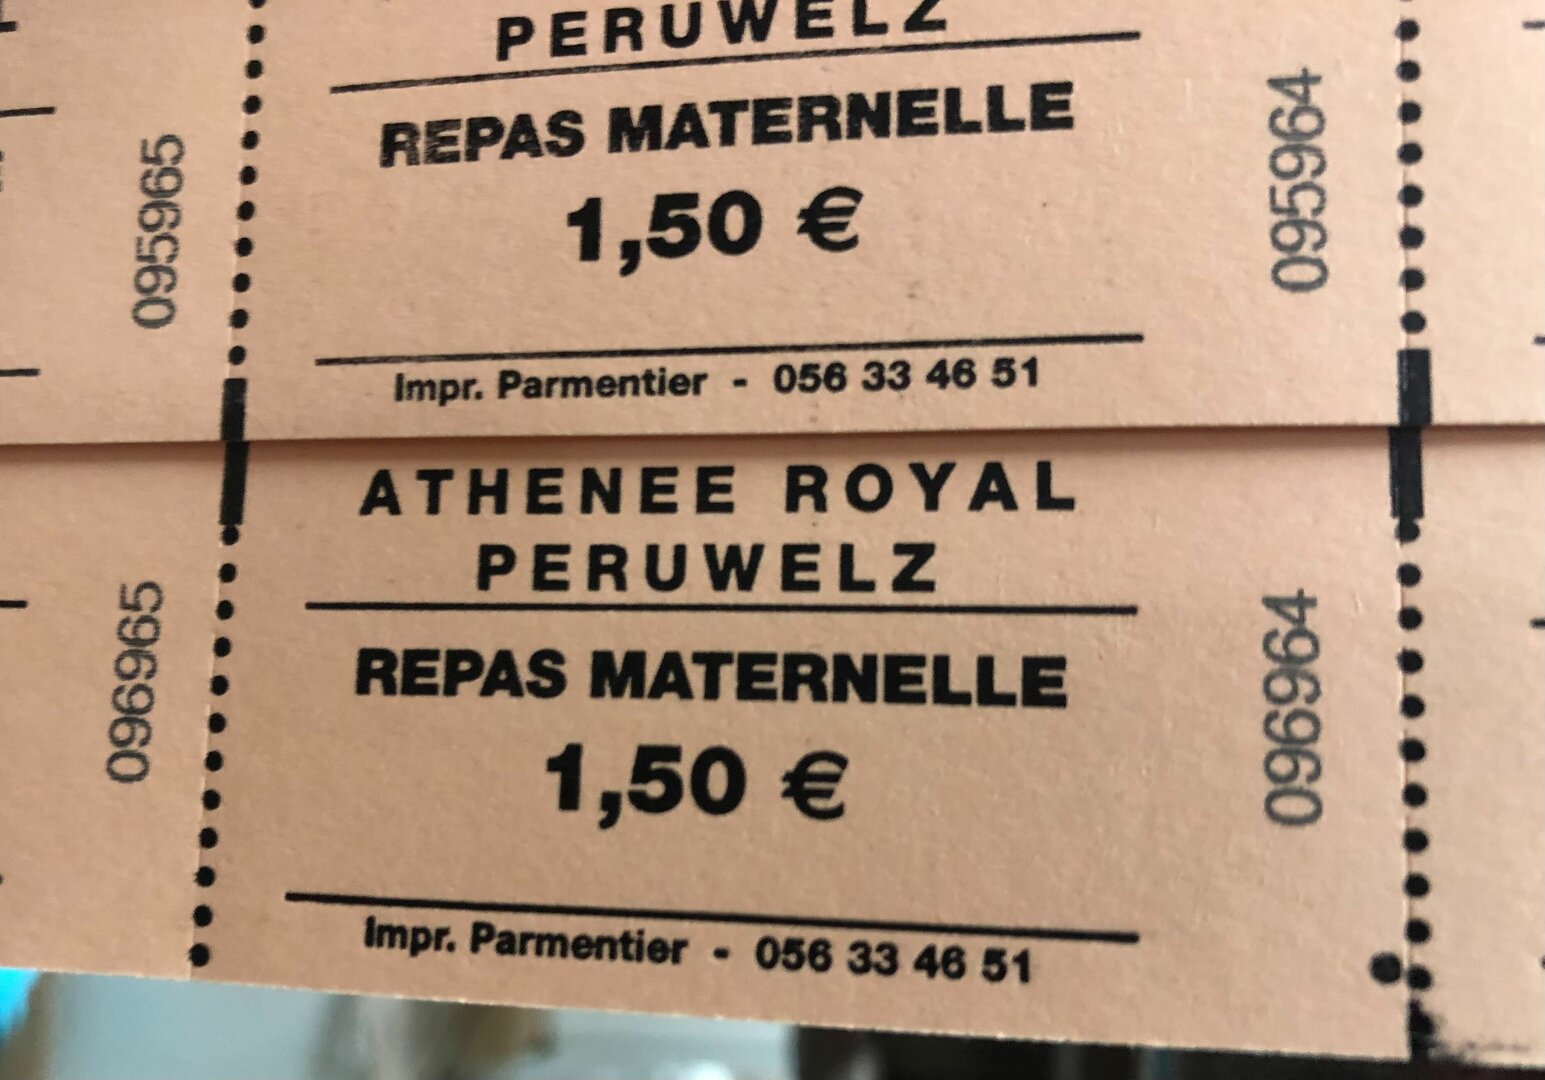 PERUWELZ
REPAS MATERNELLE
1,50 €
Impr. Parmentier - 056 33 46 51
095965
095964
ATHENEE ROYAL
PERUWELZ
REPAS MATERNELLE
1,50 €
Impr. Parmentier - 056 33 46 51
096965
096964